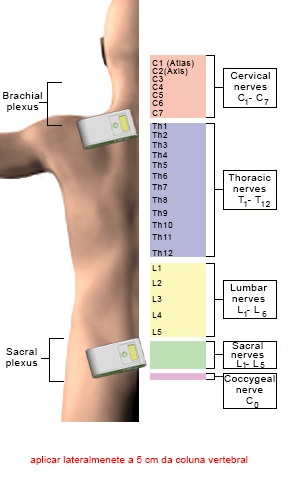 Brachial
plexus
Sacral
plexus
C1 (Atlas)
C2(Axis)
C3
C4
C5
C6
C7
Th1
Th2
Th3
Th4
Th5
Th6
Th7
Th8
Th9
Th10
Th11
Th12
L1
L2
L3
L4
L5
Cervical
nerves
C1- C7
Thoracic
nerves
T1- T12
Lumbar
nerves
L1- L6
Sacral
nerves
L1- L5
Coccygeal
nerve
C0
aplicar lateralmenete a 5 cm da coluna vertebral